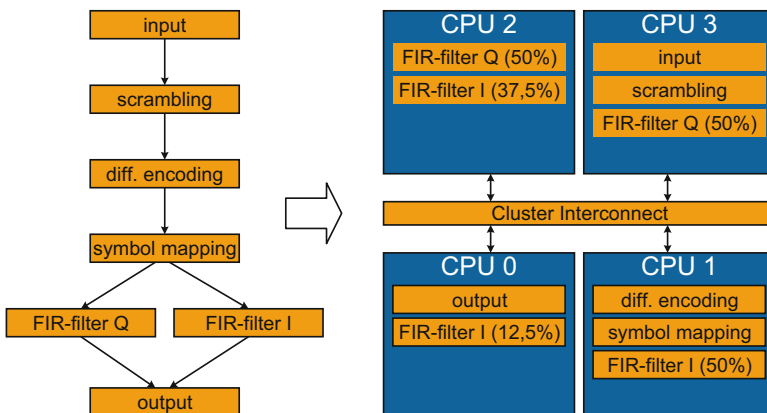 input
scrambling
diff. encoding
symbol mapping
FIR-filter Q
FIR-filter I
output
CPU 2
FIR-filter Q (50%)
FIR-filter I (37,5%)
CPU 3
input
scrambling
FIR-filter Q (50%)
Cluster Interconnect
CPU 0
output
FIR-filter I (12,5%)
CPU 1
diff. encoding
symbol mapping
FIR-filter I (50%)